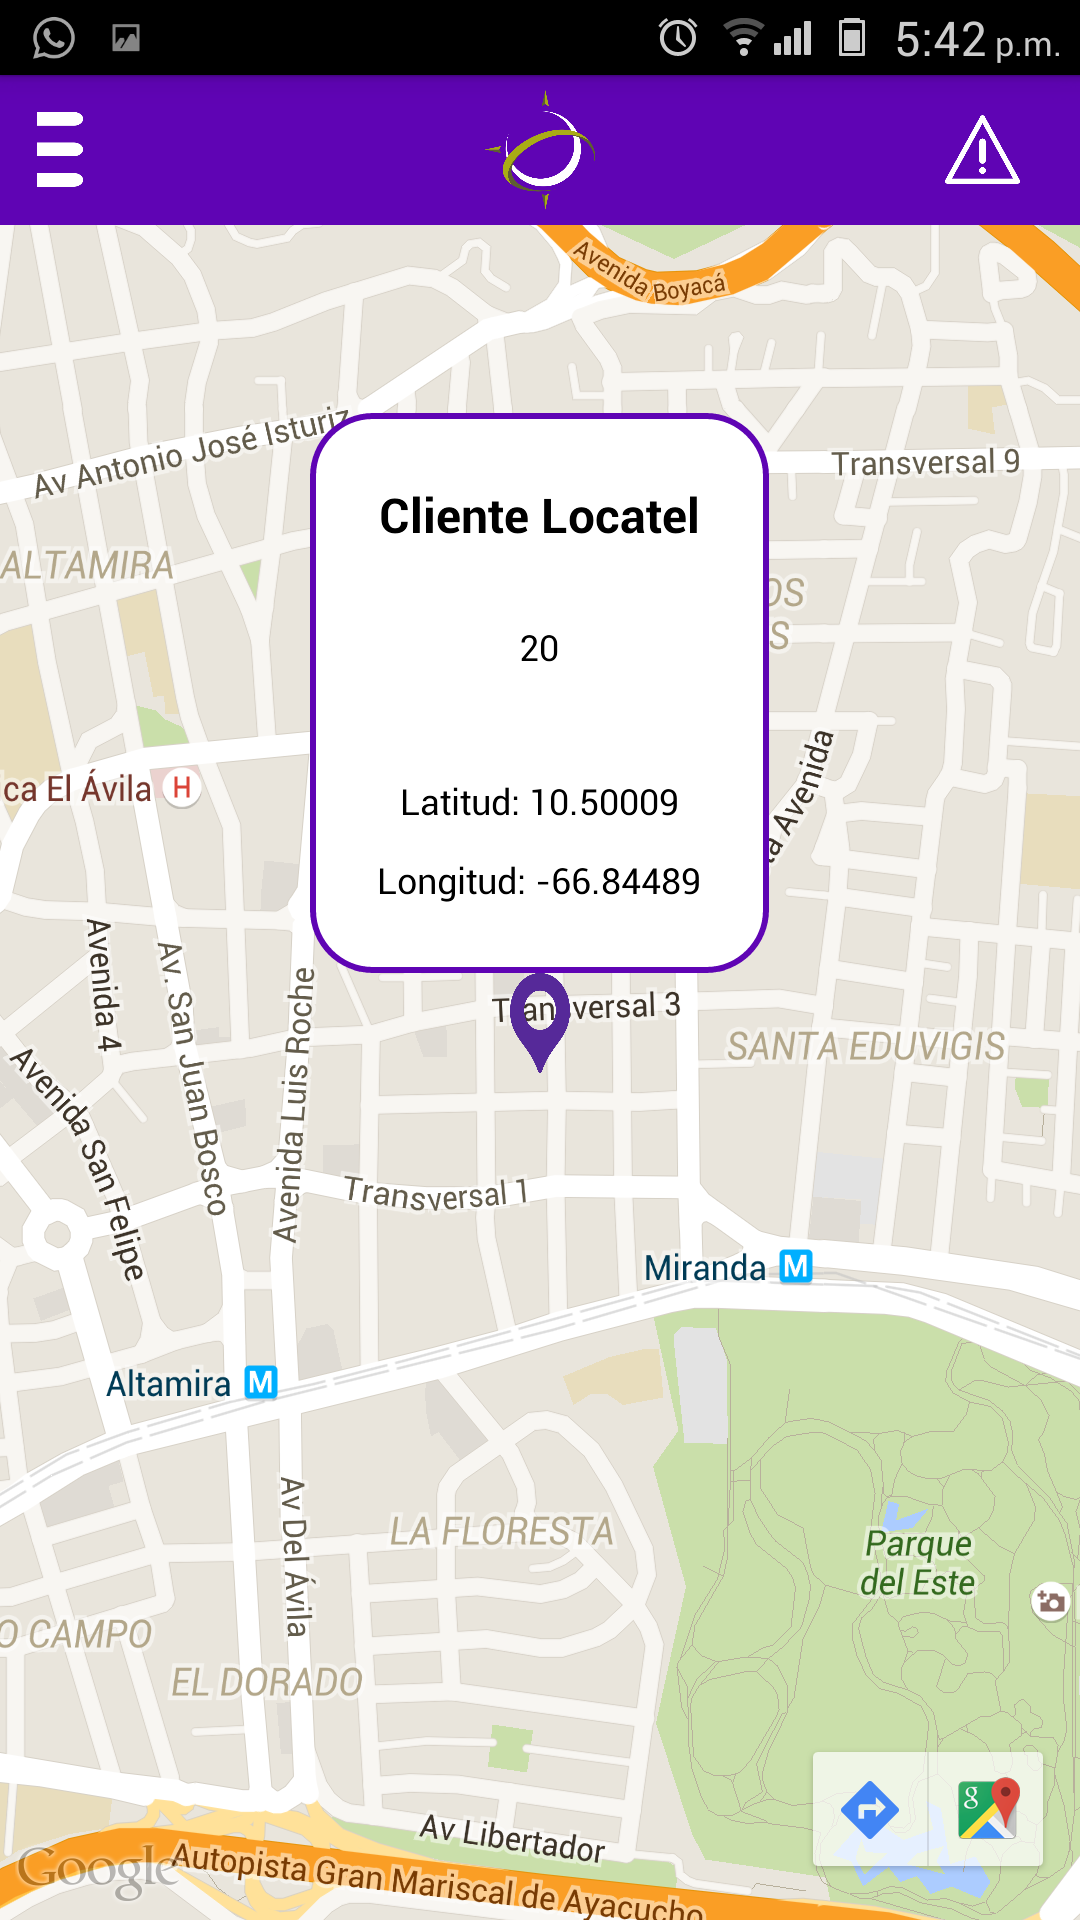 5:42 p.m.
Avenida Boyacá
Av Antonio José Isturiz
Transversal 9
Cliente Locatel
ALTAMIRA
OS
S
20
ta Avenida
ca El Ávila H
Latitud: 10.50009
Longitud: -66.84489
Avenida 4
Av. San Juan Bosco
Avenida Luis Roche
Transversal 3
SANTA EDUVIGIS
Avenida San Felipe
Transversal 1
Miranda M
Altamira M
Av Del Ávila
LA FLORESTA
Parque
del Este
O CAMPO
EL DORADO
g
Av Libertador
Google
Autopista Gran Mariscal de Ayacucho